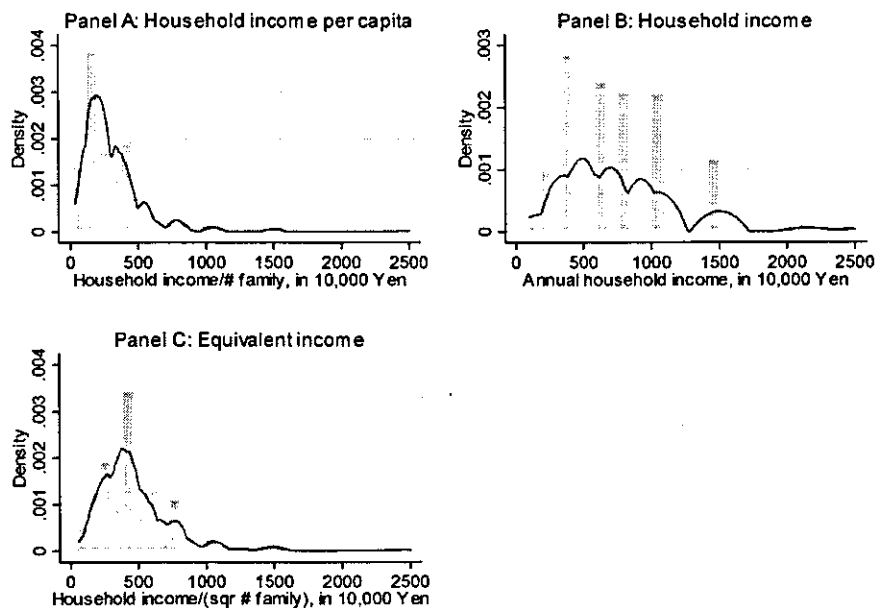 Panel A: Household income per capita
.004
.003
.002
.001
0
Density
0 500 1000 1500 2000 2500
Household income/# family, in 10,000 Yen
Panel B: Household income
.003
.002
.001
0
Density
0 500 1000 1500 2000 2500
Annual household income, in 10,000 Yen
Panel C: Equivalent income
.004
.003
.002
.001
0
Density
0 500 1000 1500 2000 2500
Household income/(sqr # family), in 10,000 Yen